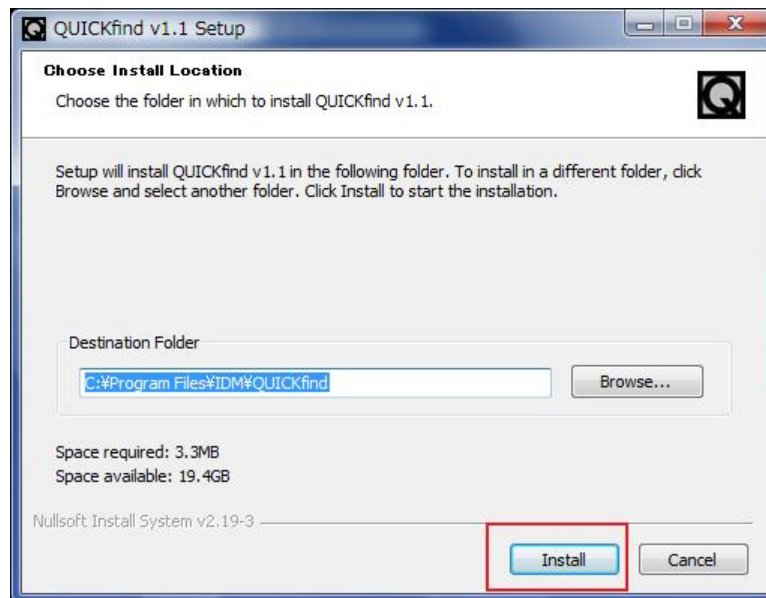 QUICKfind v1.1 Setup
Choose Install Location
Choose the folder in which to install QUICKfind v1.1.
Setup will install QUICKfind v1.1 in the following folder. To install in a different folder, click
Browse and select another folder. Click Install to start the installation.
Destination Folder
C:¥Program Files¥IDM¥QUICKfind
Browse...
Space required: 3.3MB
Space available: 19.4GB
Nullsoft Install System v2.19-3
Install
Cancel